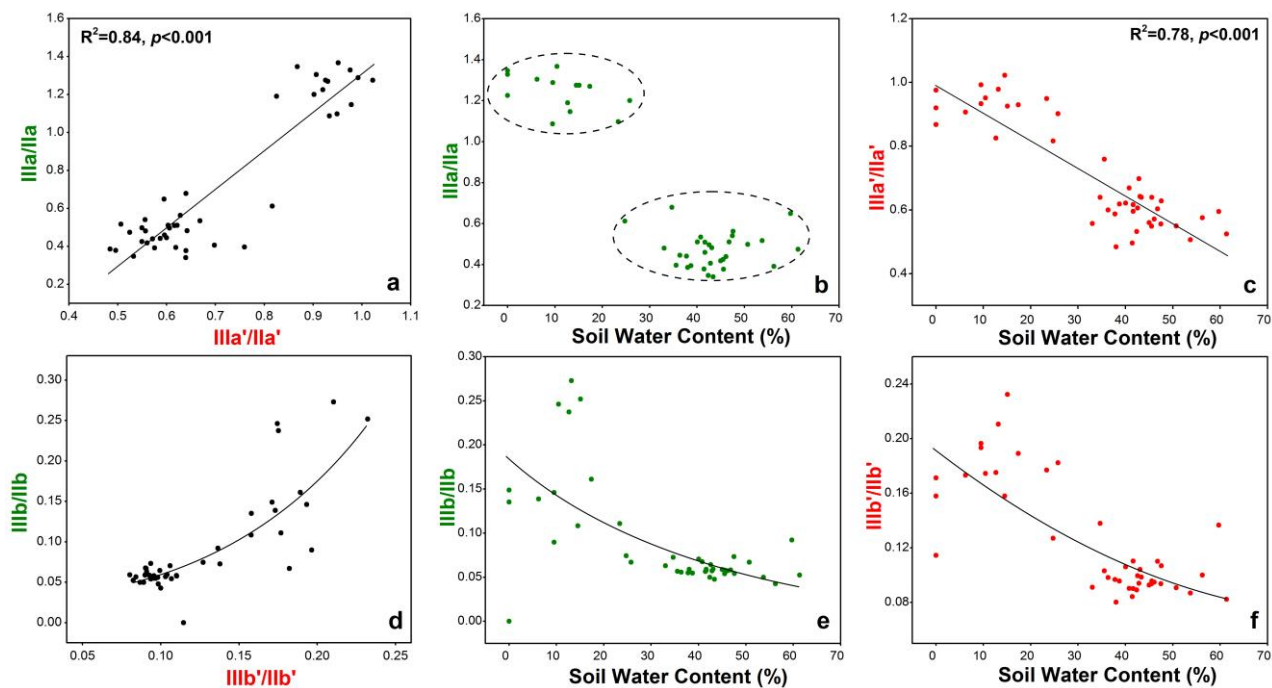 R²=0.84, p<0.001
IIIa/IIa
1.4
1.2
1.0
0.8
0.6
0.4
0.2
a
0.4 0.5 0.6 0.7 0.8 0.9 1.0 1.1
IIIa'/IIa'
IIIa/IIa
1.6
1.4
1.2
1.0
0.8
0.6
0.4
0.2
b
0 10 20 30 40 50 60 70
Soil Water Content (%)
R²=0.78, p<0.001
IIIa'/IIa'
1.2
1.0
0.8
0.6
0.4
c
0 10 20 30 40 50 60 70
Soil Water Content (%)
IIIb/IIb
0.30
0.25
0.20
0.15
0.10
0.05
0.00
d
0.05 0.10 0.15 0.20 0.25
IIIb'/IIb'
IIIb/IIb
0.30
0.25
0.20
0.15
0.10
0.05
0.00
e
0 10 20 30 40 50 60 70
Soil Water Content (%)
IIIb'/IIb'
0.24
0.20
0.16
0.12
0.08
f
0 10 20 30 40 50 60 70
Soil Water Content (%)